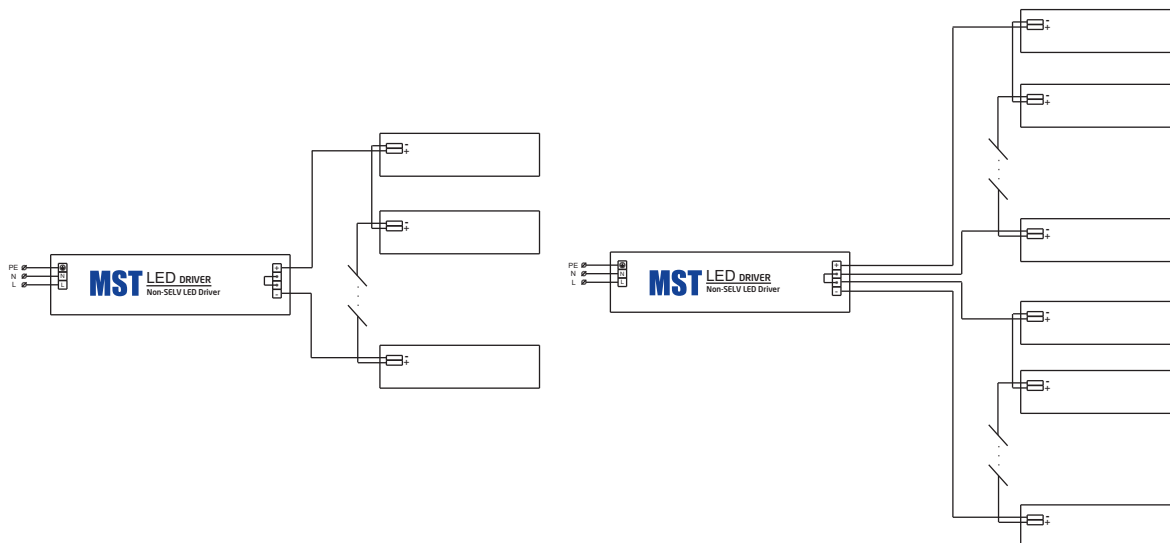 -
+
-
+
PE
N
L
N
L
MST LED DRIVER
Non-SELV LED Driver
+
-
-
+
-
+
-
+
-
+
PE
N
L
N
L
MST LED DRIVER
Non-SELV LED Driver
+
-
-
+
-
+
-
+
-
+